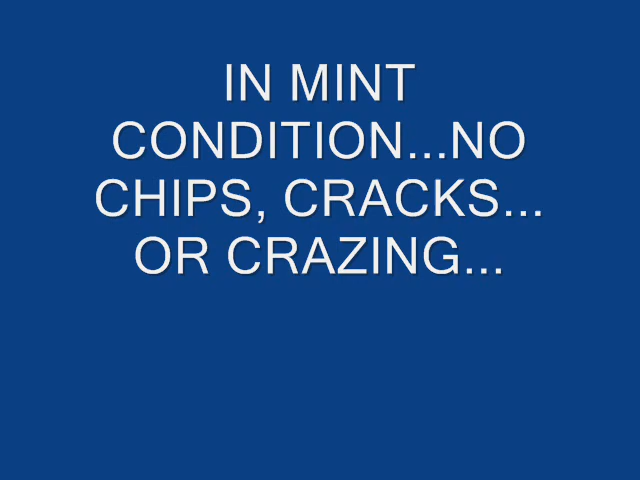 IN MINT
CONDITION...NO
CHIPS, CRACKS...
OR CRAZING...